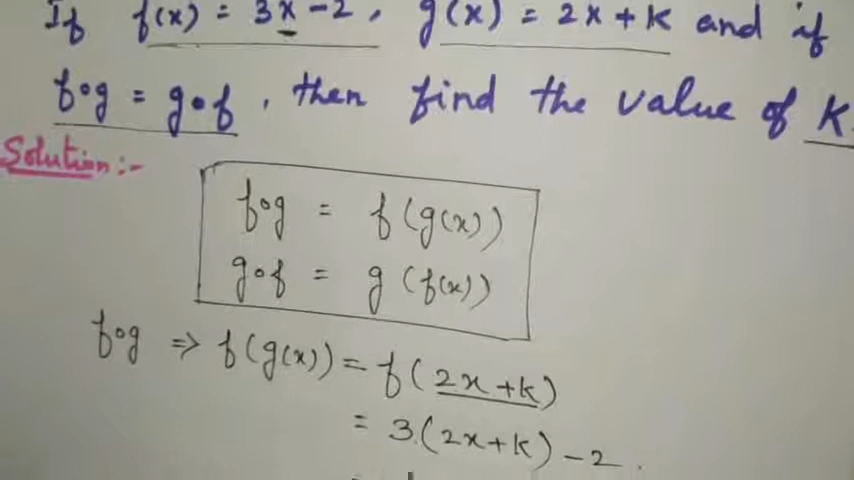 If f(x) = 3x - 2, g(x) = 2x + k and if
fog = gof, then find the value of k.
Solution:-
fog = f(g(x))
gof = g(f(x))
fog ⇒ f(g(x)) = f(2x + k)
= 3(2x + k) - 2.